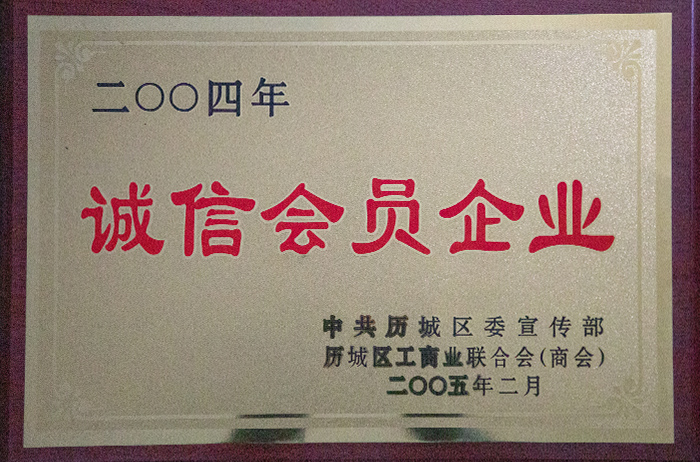 二〇〇四年
诚信会员企业
中共历城区委宣传部
历城区工商业联合会(商会)
二〇〇五年二月